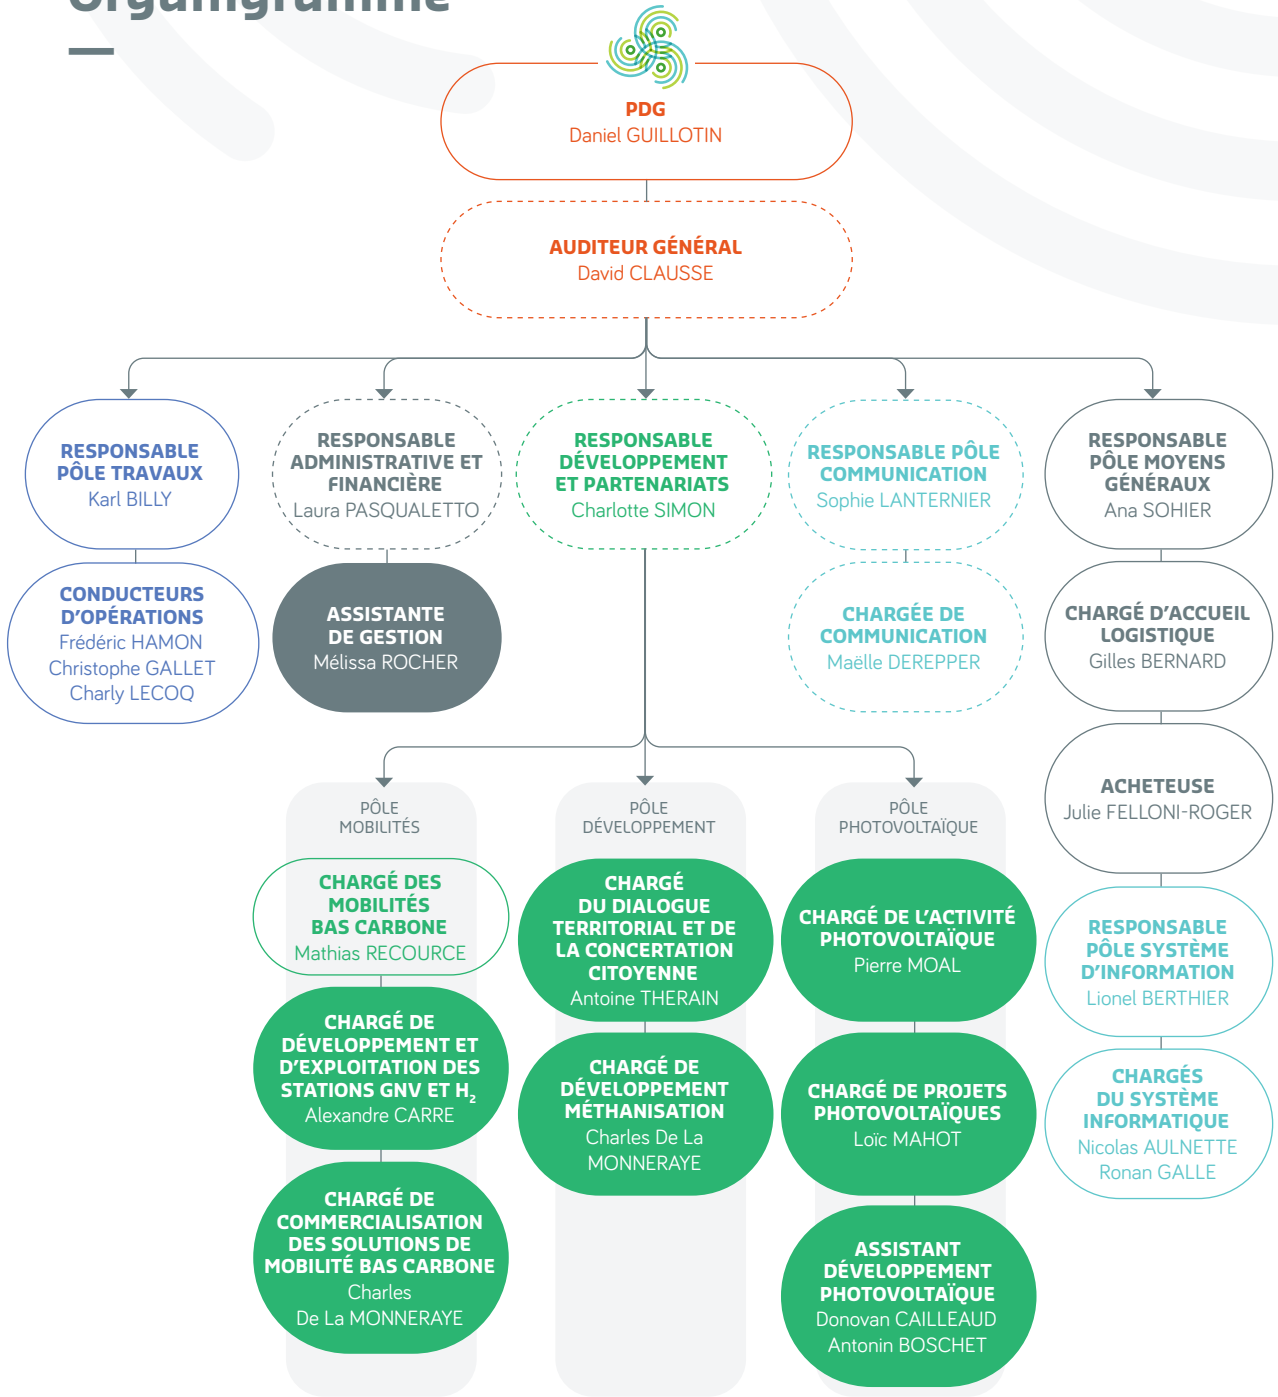 Organigramme
PDG
Daniel GUILLOTIN
AUDITEUR GÉNÉRAL
David CLAUSSE
RESPONSABLE
PÔLE TRAVAUX
Karl BILLY
CONDUCTEURS
D'OPÉRATIONS
Frédéric HAMON
Christophe GALLET
Charly LECOQ
RESPONSABLE
ADMINISTRATIVE ET
FINANCIÈRE
Laura PASQUALETTO
ASSISTANTE
DE GESTION
Mélissa ROCHER
RESPONSABLE
DÉVELOPPEMENT
ET PARTENARIATS
Charlotte SIMON
RESPONSABLE PÔLE
COMMUNICATION
Sophie LANTERNIER
CHARGÉE DE
COMMUNICATION
Maëlle DEREPPER
RESPONSABLE
PÔLE MOYENS
GÉNÉRAUX
Ana SOHIER
CHARGÉ D'ACCUEIL
LOGISTIQUE
Gilles BERNARD
ACHETEUSE
Julie FELLONI-ROGER
RESPONSABLE
PÔLE SYSTÈME
D'INFORMATION
Lionel BERTHIER
CHARGÉS
DU SYSTÈME
INFORMATIQUE
Nicolas AULNETTE
Ronan GALLE
PÔLE
MOBILITÉS
CHARGÉ DES
MOBILITÉS
BAS CARBONE
Mathias RECOURCE
CHARGÉ DE
DÉVELOPPEMENT ET
D'EXPLOITATION DES
STATIONS GNV ET H₂
Alexandre CARRE
CHARGÉ DE
COMMERCIALISATION
DES SOLUTIONS DE
MOBILITÉ BAS CARBONE
Charles
De La MONNERAYE
PÔLE
DÉVELOPPEMENT
CHARGÉ
DU DIALOGUE
TERRITORIAL ET DE
LA CONCERTATION
CITOYENNE
Antoine THERAIN
CHARGÉ DE
DÉVELOPPEMENT
MÉTHANISATION
Charles De La
MONNERAYE
PÔLE
PHOTOVOLTAÏQUE
CHARGÉ DE L'ACTIVITÉ
PHOTOVOLTAÏQUE
Pierre MOAL
CHARGÉ DE PROJETS
PHOTOVOLTAÏQUES
Loïc MAHOT
ASSISTANT
DÉVELOPPEMENT
PHOTOVOLTAÏQUE
Donovan CAILLEAUD
Antonin BOSCHET